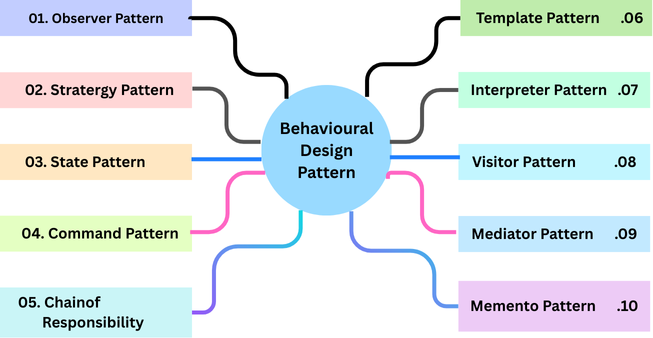 01. Observer Pattern
02. Stratergy Pattern
03. State Pattern
04. Command Pattern
05. Chainof
Responsibility
Behavioural
Design
Pattern
Template Pattern .06
Interpreter Pattern .07
Visitor Pattern .08
Mediator Pattern .09
Memento Pattern .10